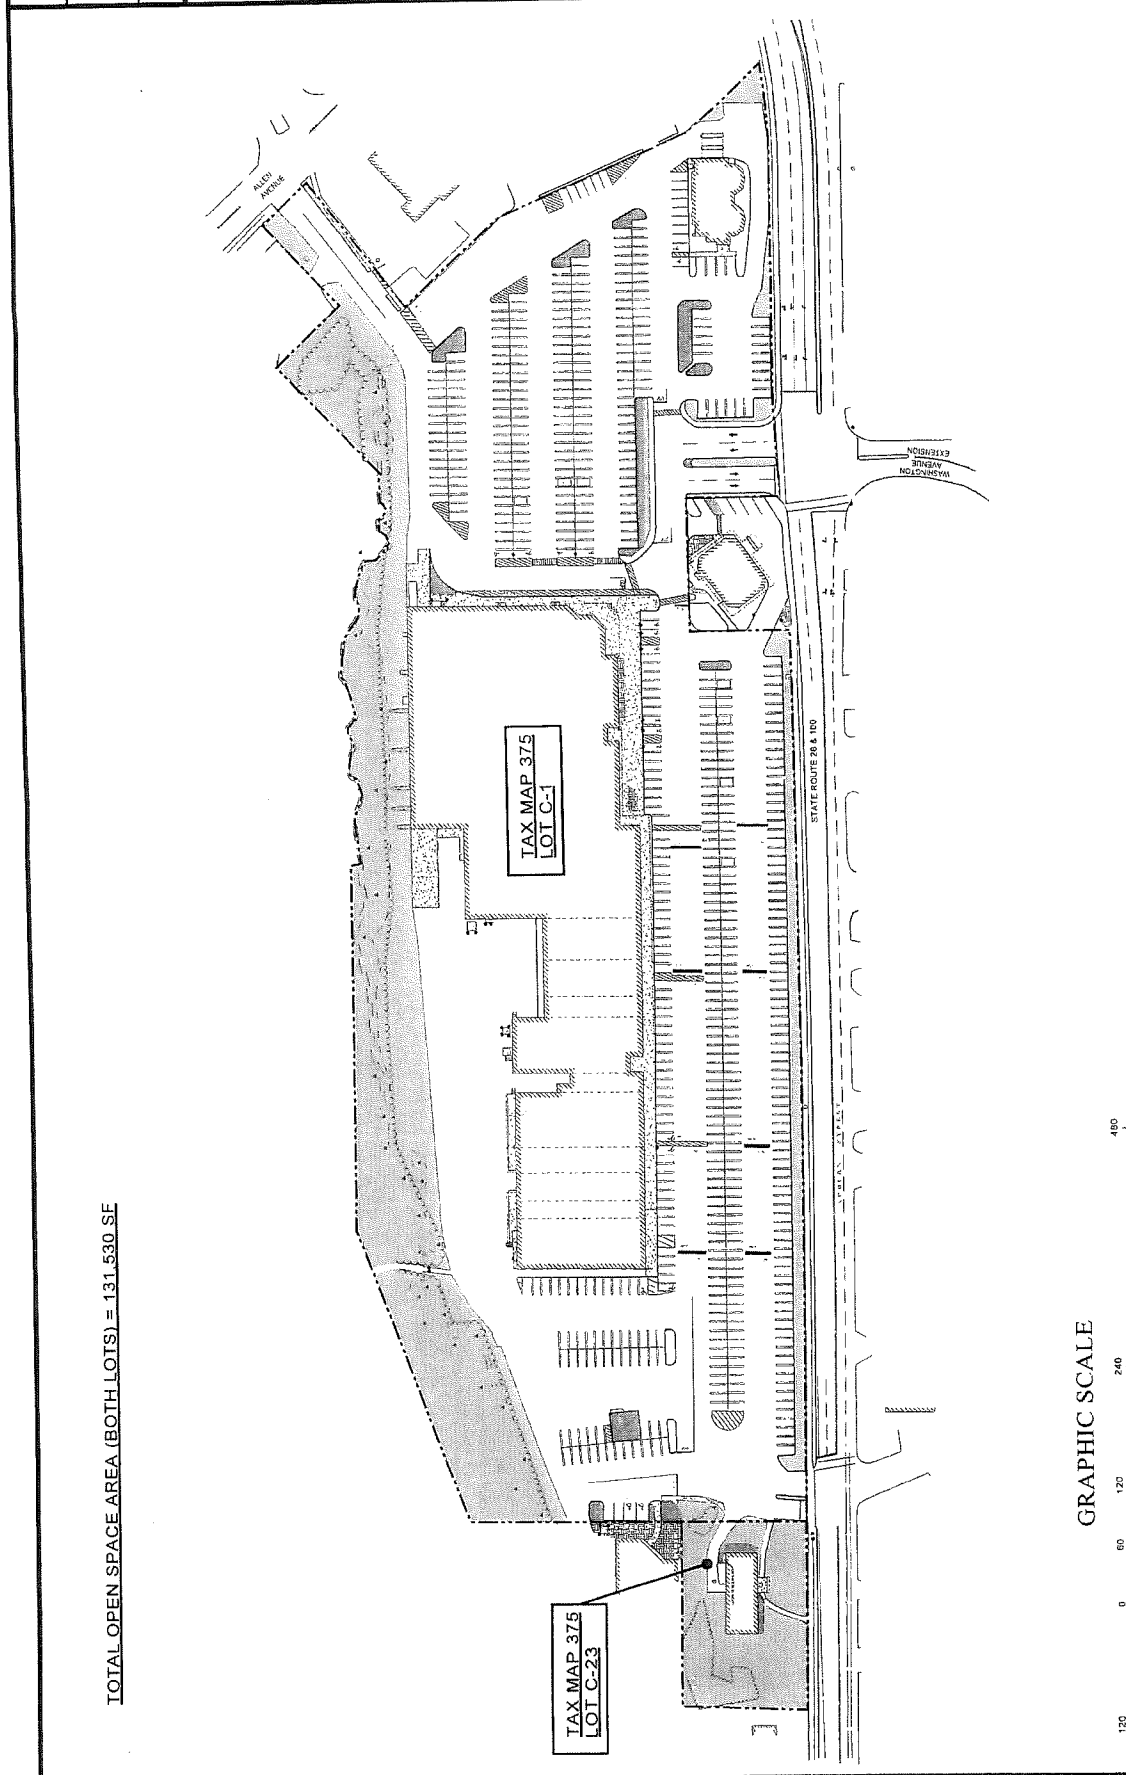 TOTAL OPEN SPACE AREA (BOTH LOTS) = 131,530 SF
ALLEN
AVENUE
TAX MAP 375
LOT C-1
TAX MAP 375
LOT C-23
STATE ROUTE 26 & 100
WASHINGTON
AVENUE
EXTENSION
GRAPHIC SCALE
120
0
60
120
240
480